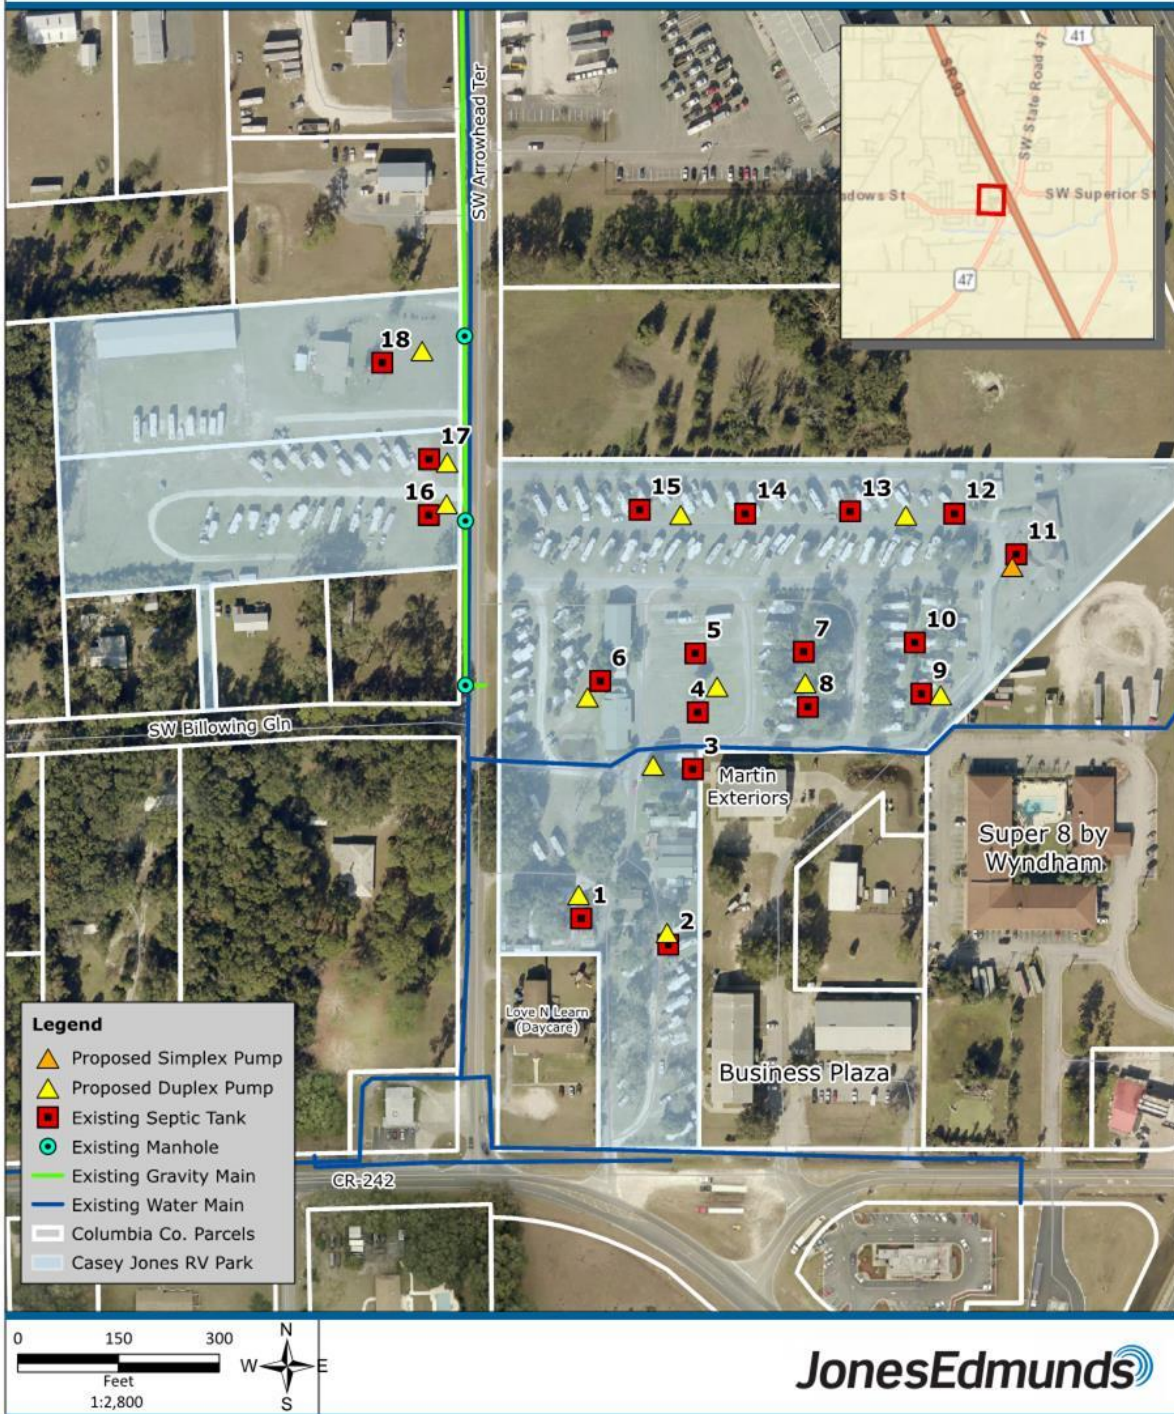 41
SW State Road 47
SR 93
adows St
SW Superior St
47
SW Arrowhead Ter
18
17
16
15
14
13
12
11
10
5
7
6
9
4
8
3
SW Billowing Gln
Martin
Exteriors
Super 8 by
Wyndham
1
2
Love N Learn
(Daycare)
Business Plaza
CR-242
Legend
Proposed Simplex Pump
Proposed Duplex Pump
Existing Septic Tank
Existing Manhole
Existing Gravity Main
Existing Water Main
Columbia Co. Parcels
Casey Jones RV Park
0 150 300
Feet
1:2,800
N
W E
S
JonesEdmunds